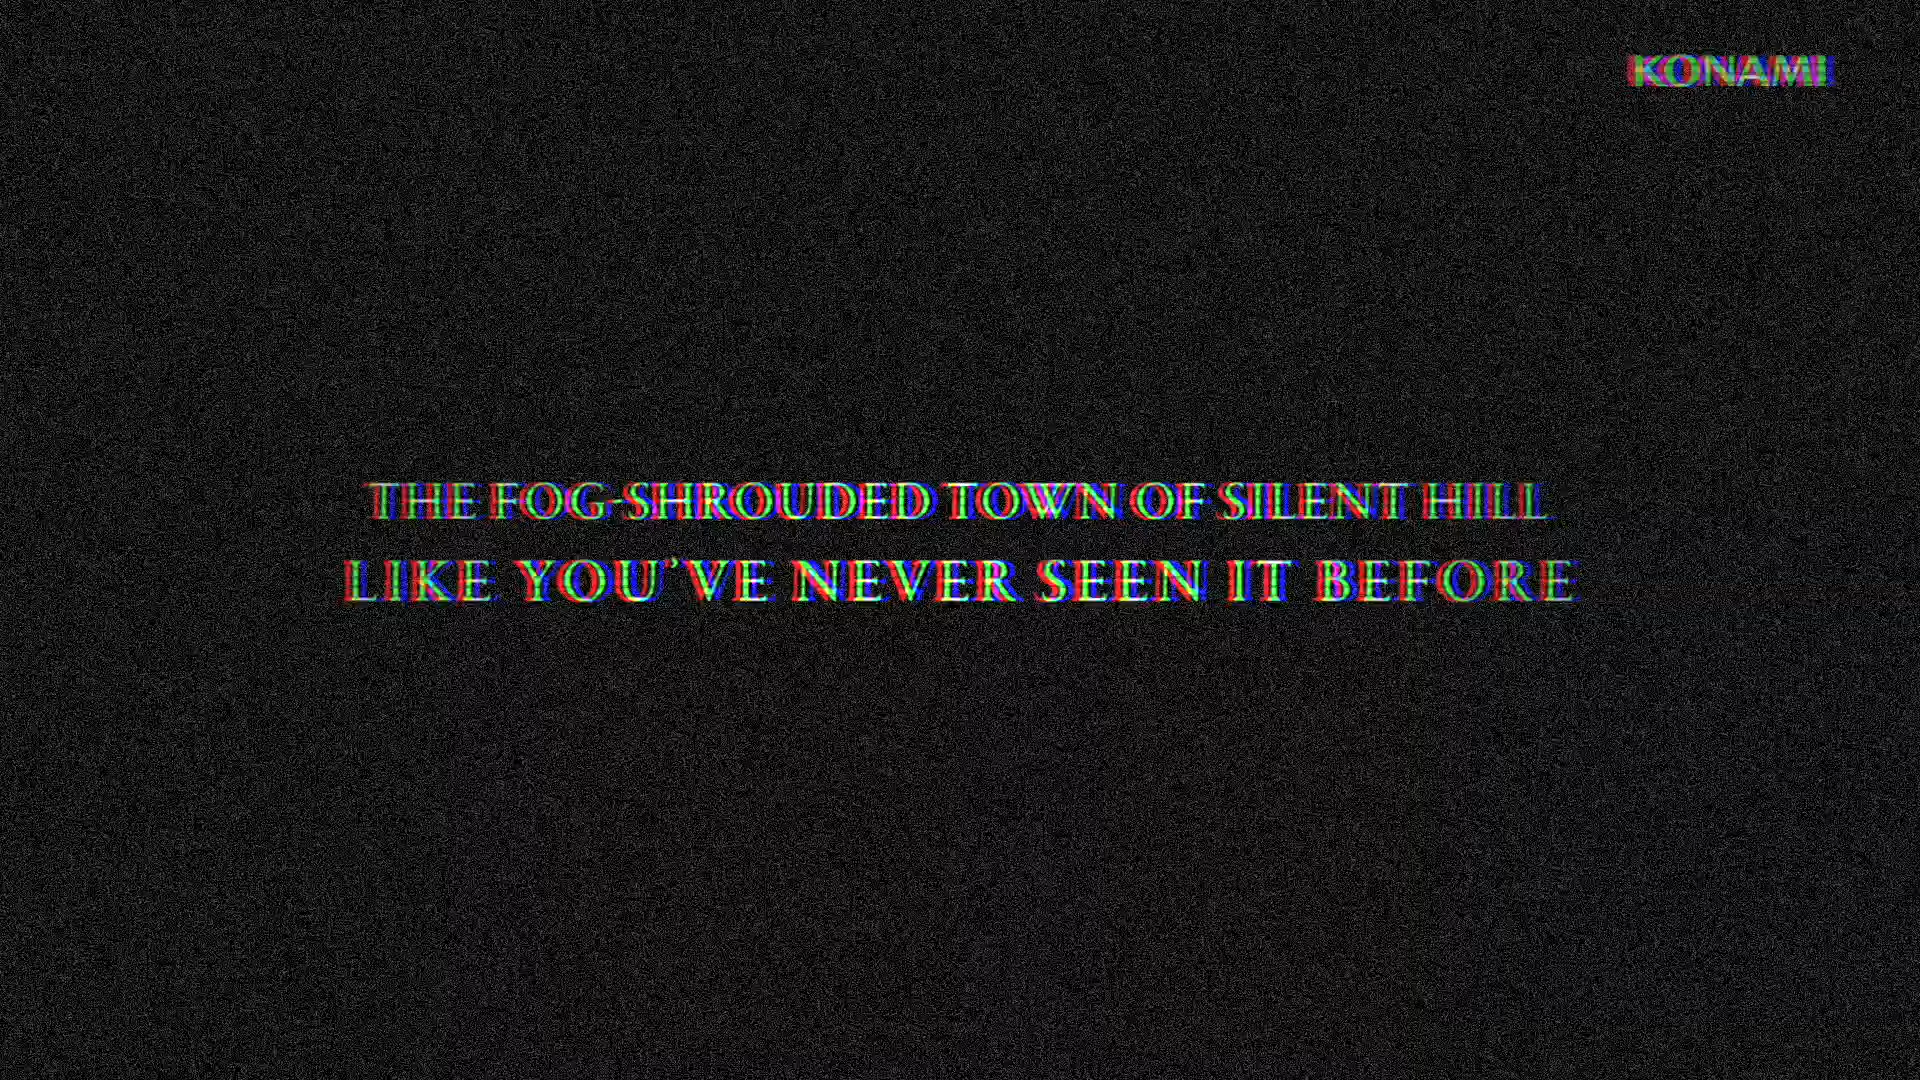 KONAMI
THE FOG-SHROUDED TOWN OF SILENT HILL
LIKE YOU'VE NEVER SEEN IT BEFORE